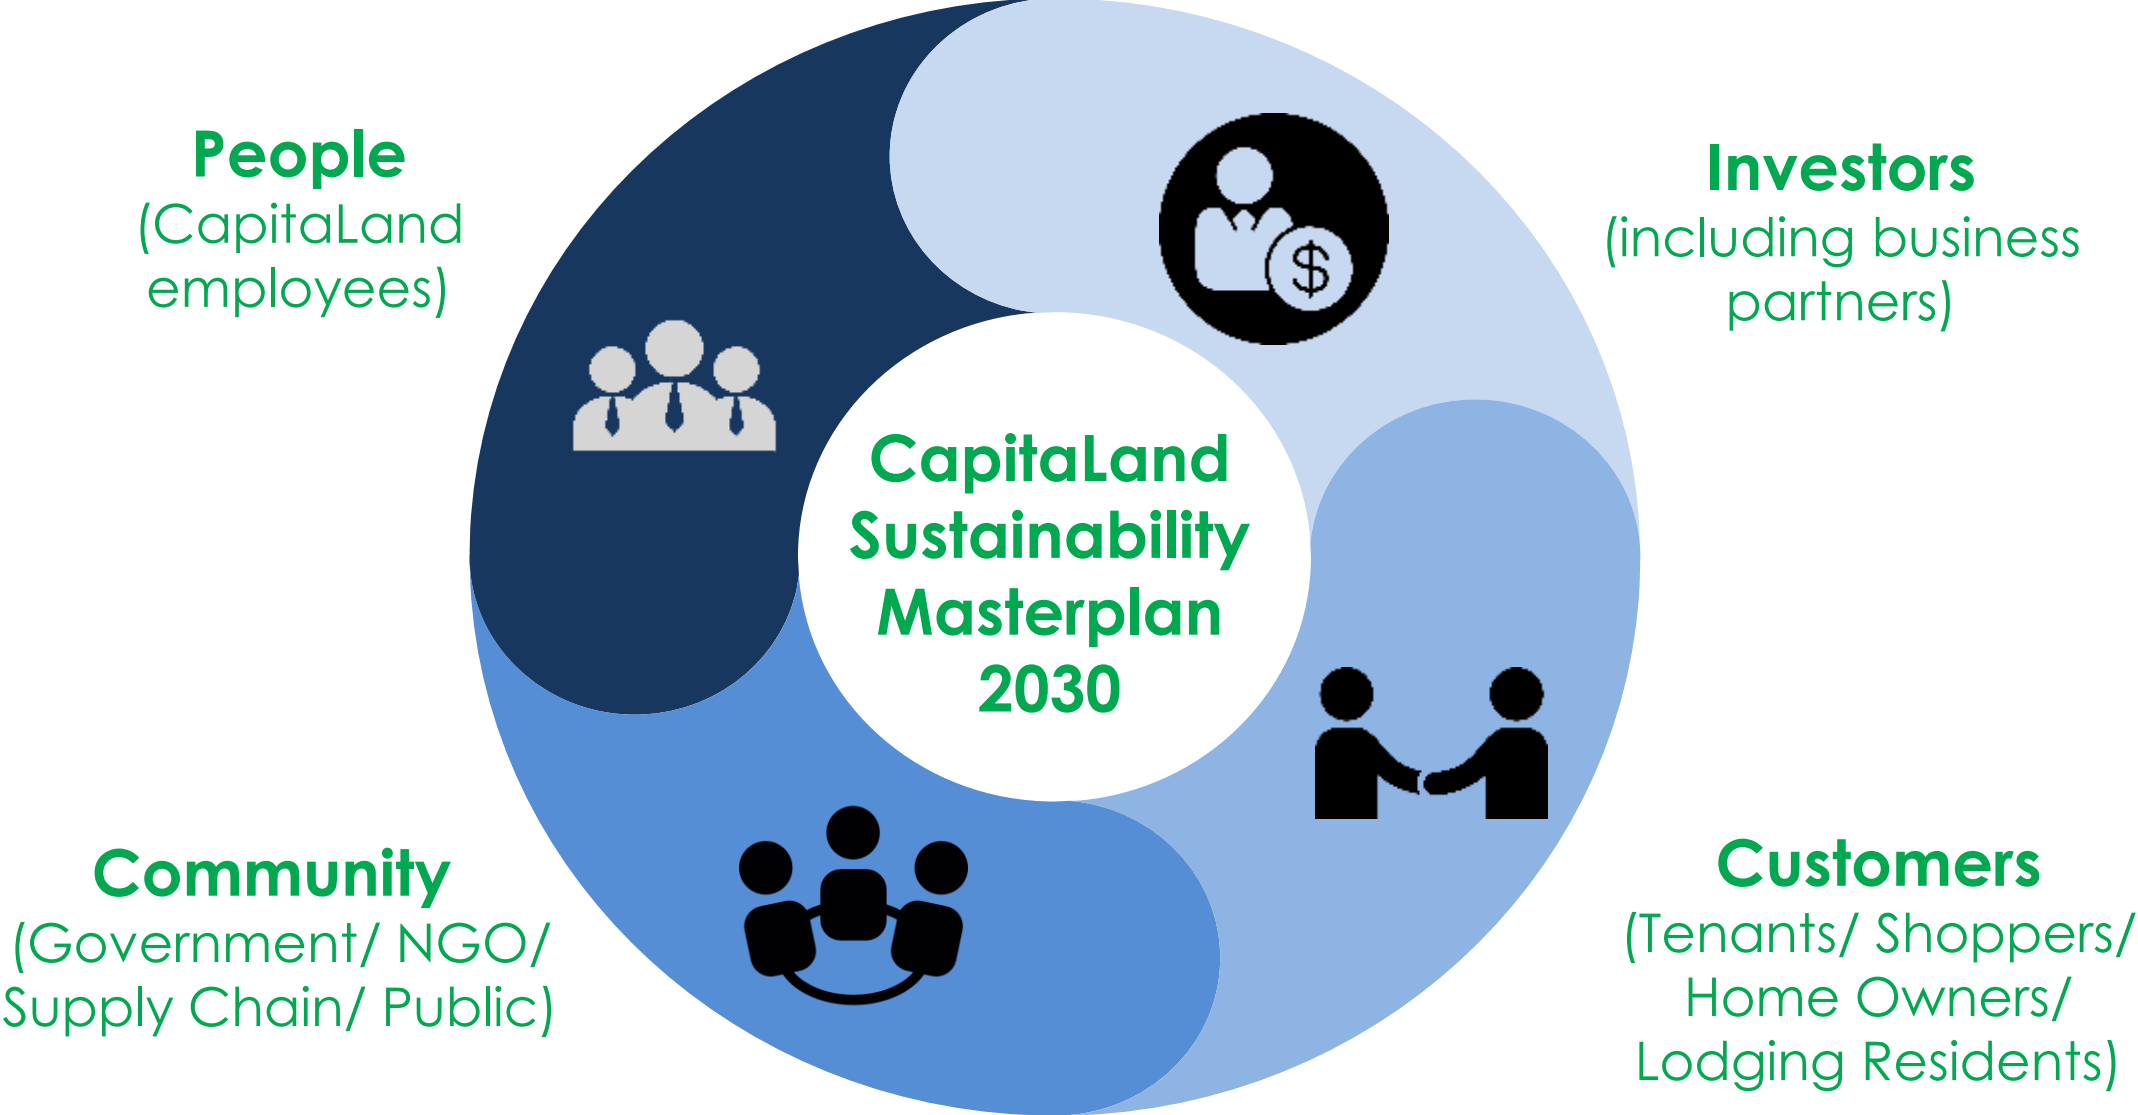 People
(CapitaLand
employees)
Investors
(including business
partners)
$
CapitaLand
Sustainability
Masterplan
2030
Community
(Government/ NGO/
Supply Chain/ Public)
Customers
(Tenants/ Shoppers/
Home Owners/
Lodging Residents)